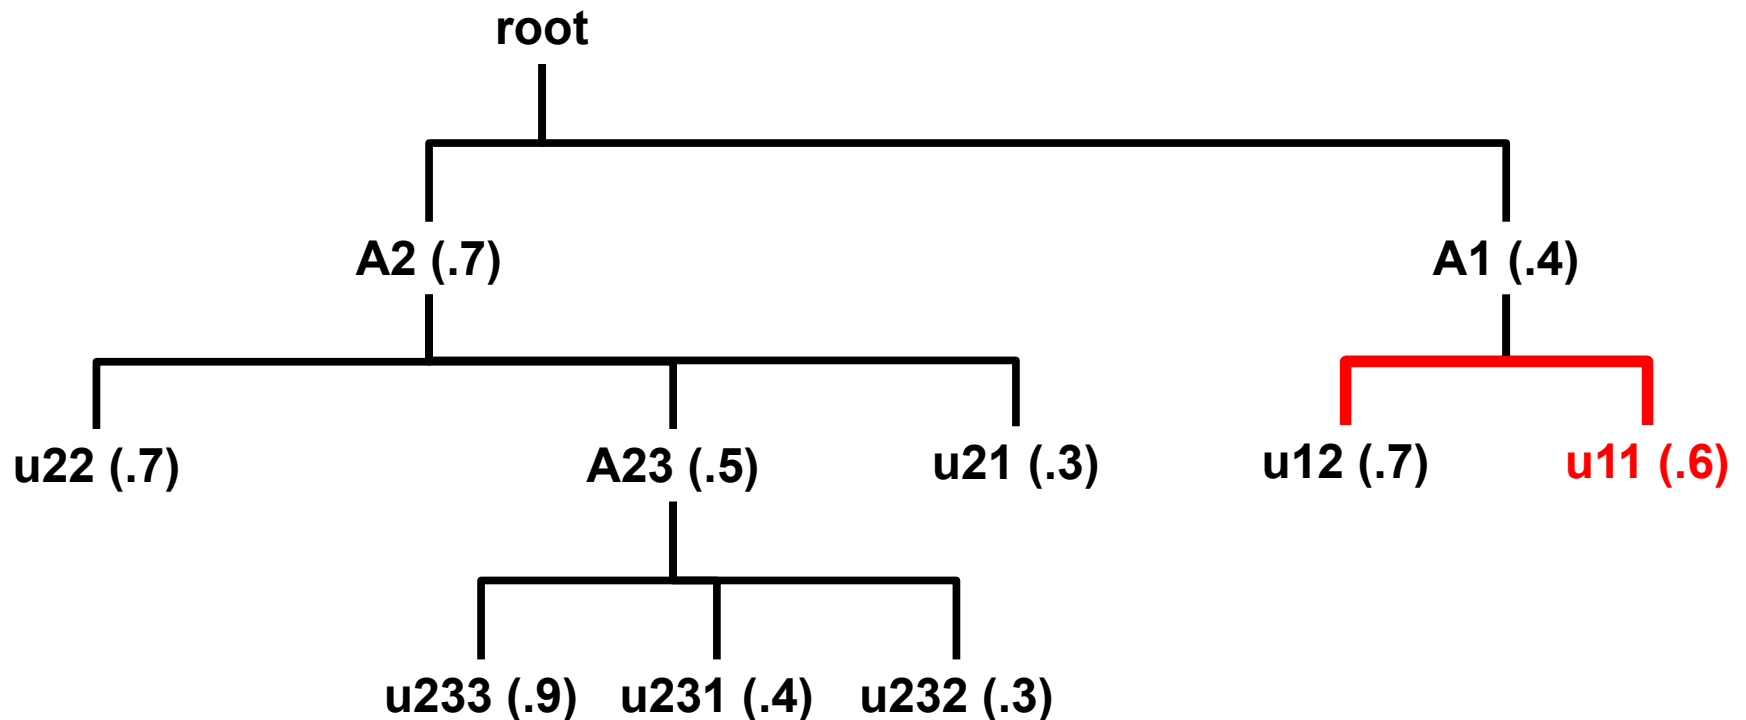 root
A2 (.7)
A1 (.4)
u22 (.7)
A23 (.5)
u21 (.3)
u12 (.7)
u11 (.6)
u233 (.9)
u231 (.4)
u232 (.3)